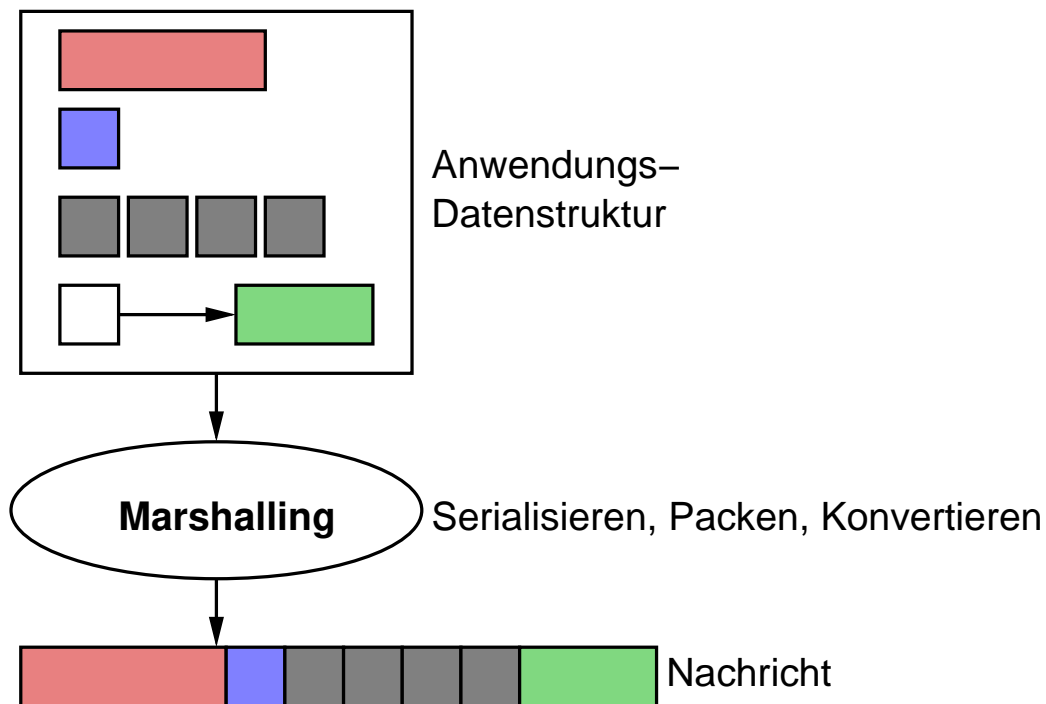 Anwendungs–
Datenstruktur
Marshalling
Serialisieren, Packen, Konvertieren
Nachricht